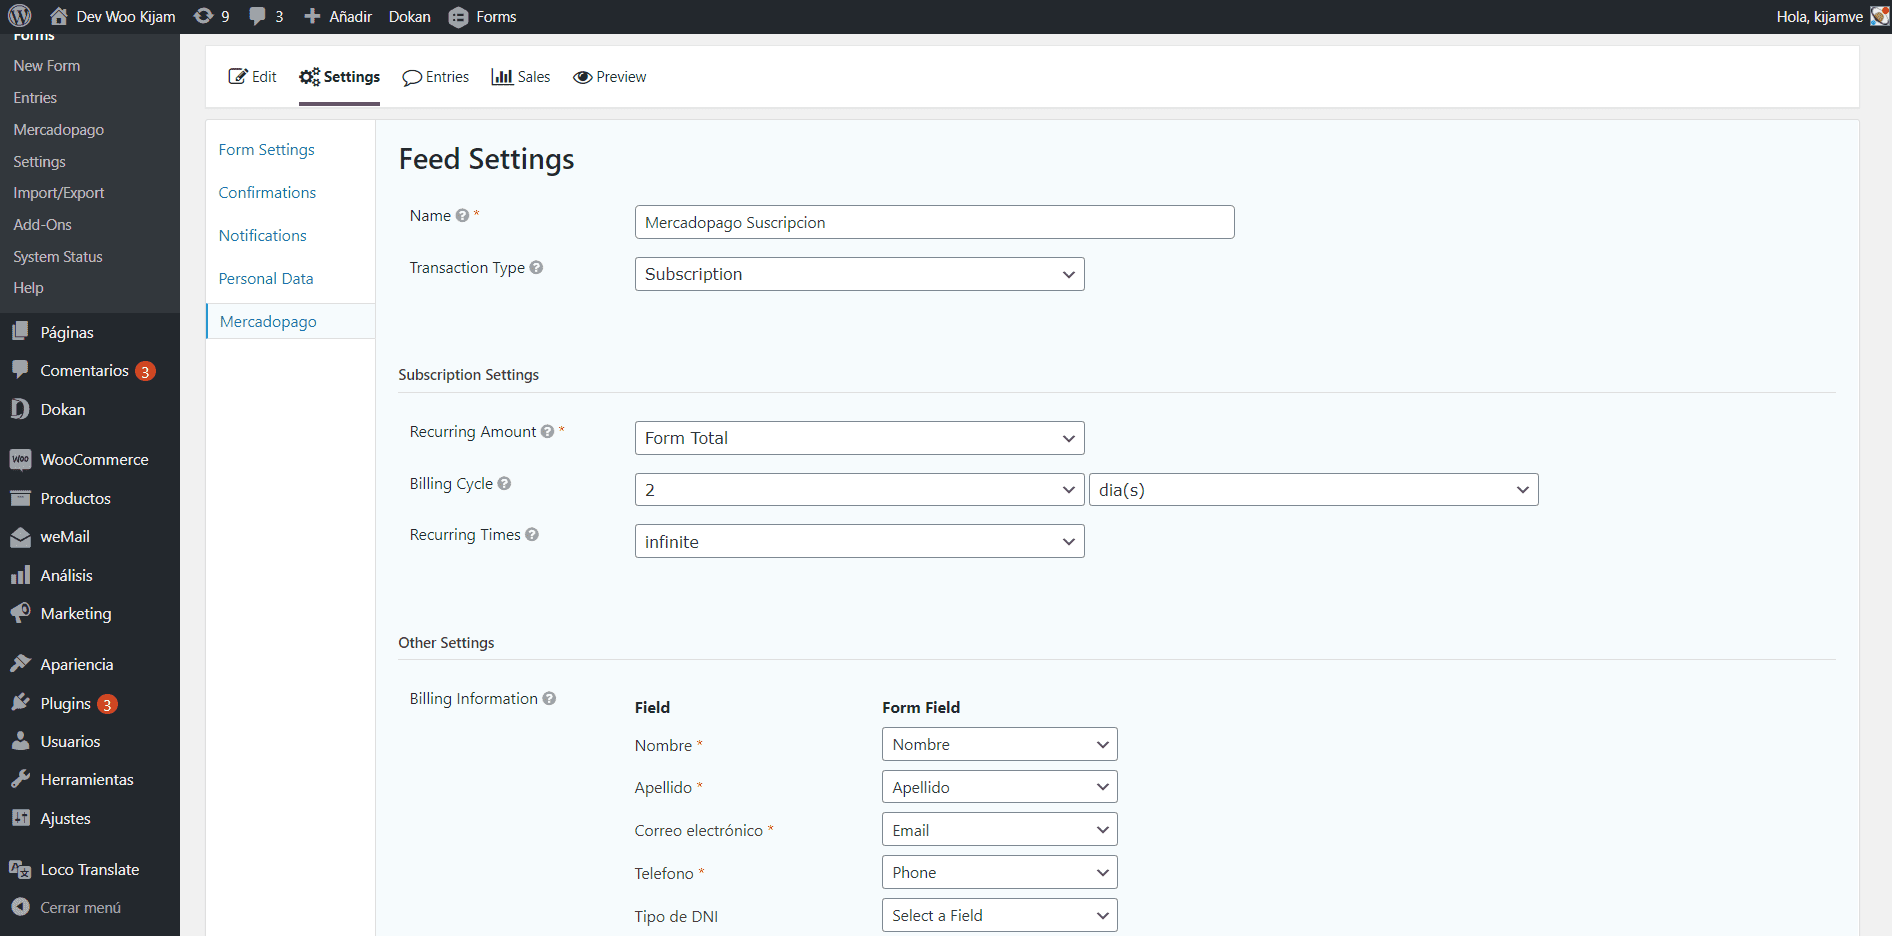 Dev Woo Kijam 9 3 Añadir Dokan Forms Hola, kijamve
Forms
New Form
Entries
Mercadopago
Settings
Import/Export
Add-Ons
System Status
Help
Páginas
Comentarios 3
Dokan
WooCommerce
Productos
weMail
Análisis
Marketing
Apariencia
Plugins 3
Usuarios
Herramientas
Ajustes
Loco Translate
Cerrar menú
Edit Settings Entries Sales Preview
Form Settings
Confirmations
Notifications
Personal Data
Mercadopago
Feed Settings
Name ? * Mercadopago Suscripcion
Transaction Type ? Subscription
Subscription Settings
Recurring Amount ? * Form Total
Billing Cycle ? 2 dia(s)
Recurring Times ? infinite
Other Settings
Billing Information ?
Field Form Field
Nombre * Nombre
Apellido * Apellido
Correo electrónico * Email
Telefono * Phone
Tipo de DNI Select a Field